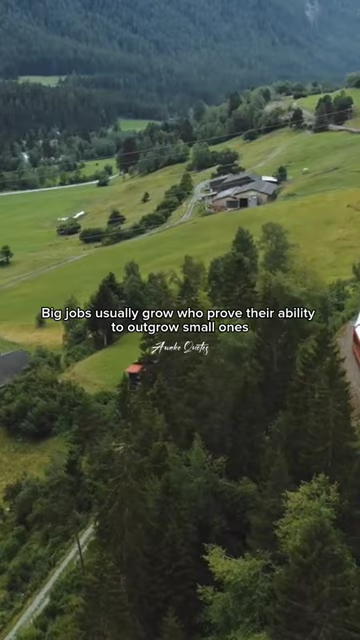 Big jobs usually grow who prove their ability
to outgrow small ones
Awake Quotes